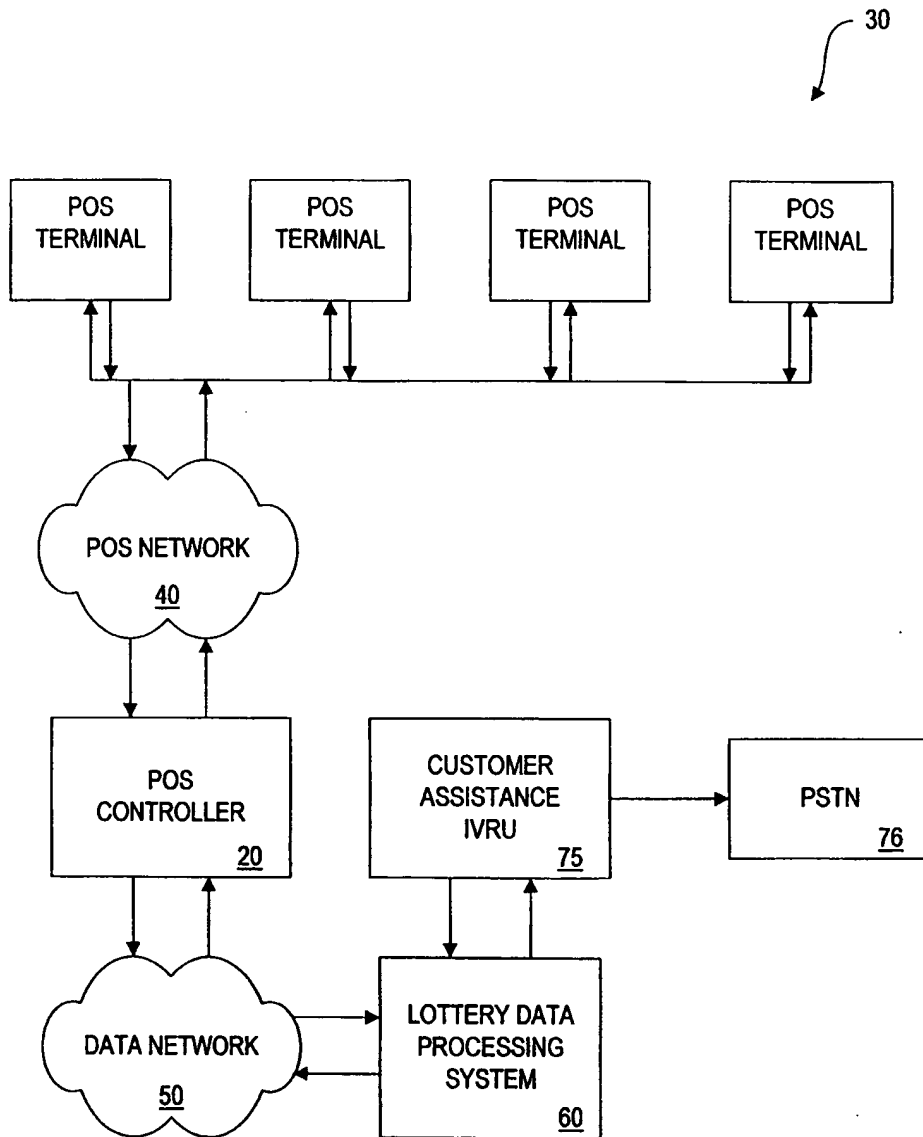 30
POS
TERMINAL
POS
TERMINAL
POS
TERMINAL
POS
TERMINAL
POS NETWORK
40
POS
CONTROLLER
20
CUSTOMER
ASSISTANCE
IVRU
75
PSTN
76
DATA NETWORK
50
LOTTERY DATA
PROCESSING
SYSTEM
60